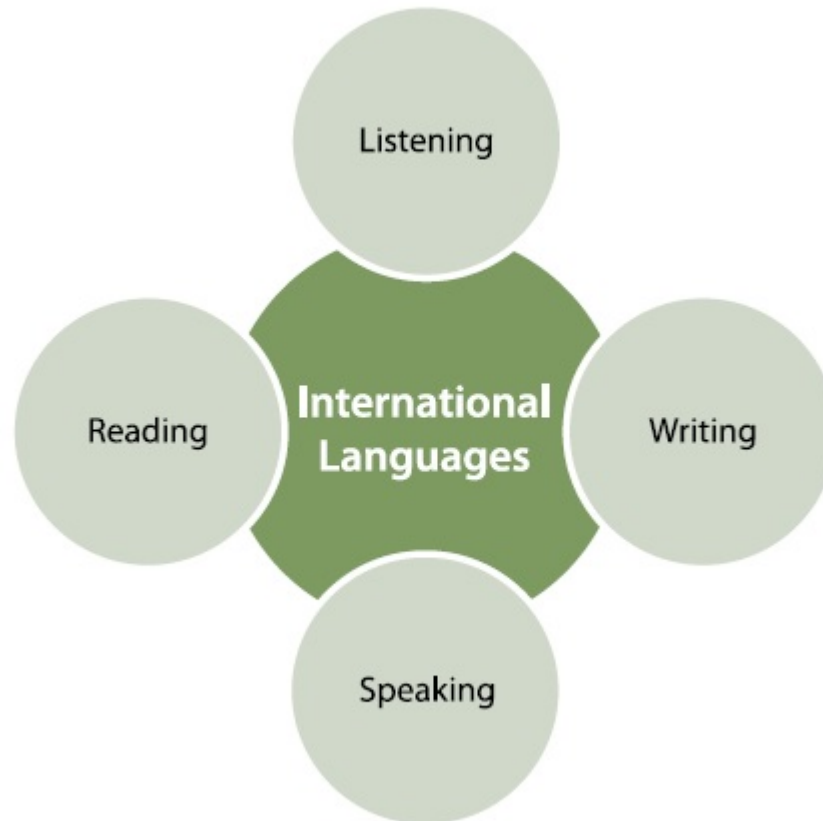 Listening
Reading
International
Languages
Writing
Speaking